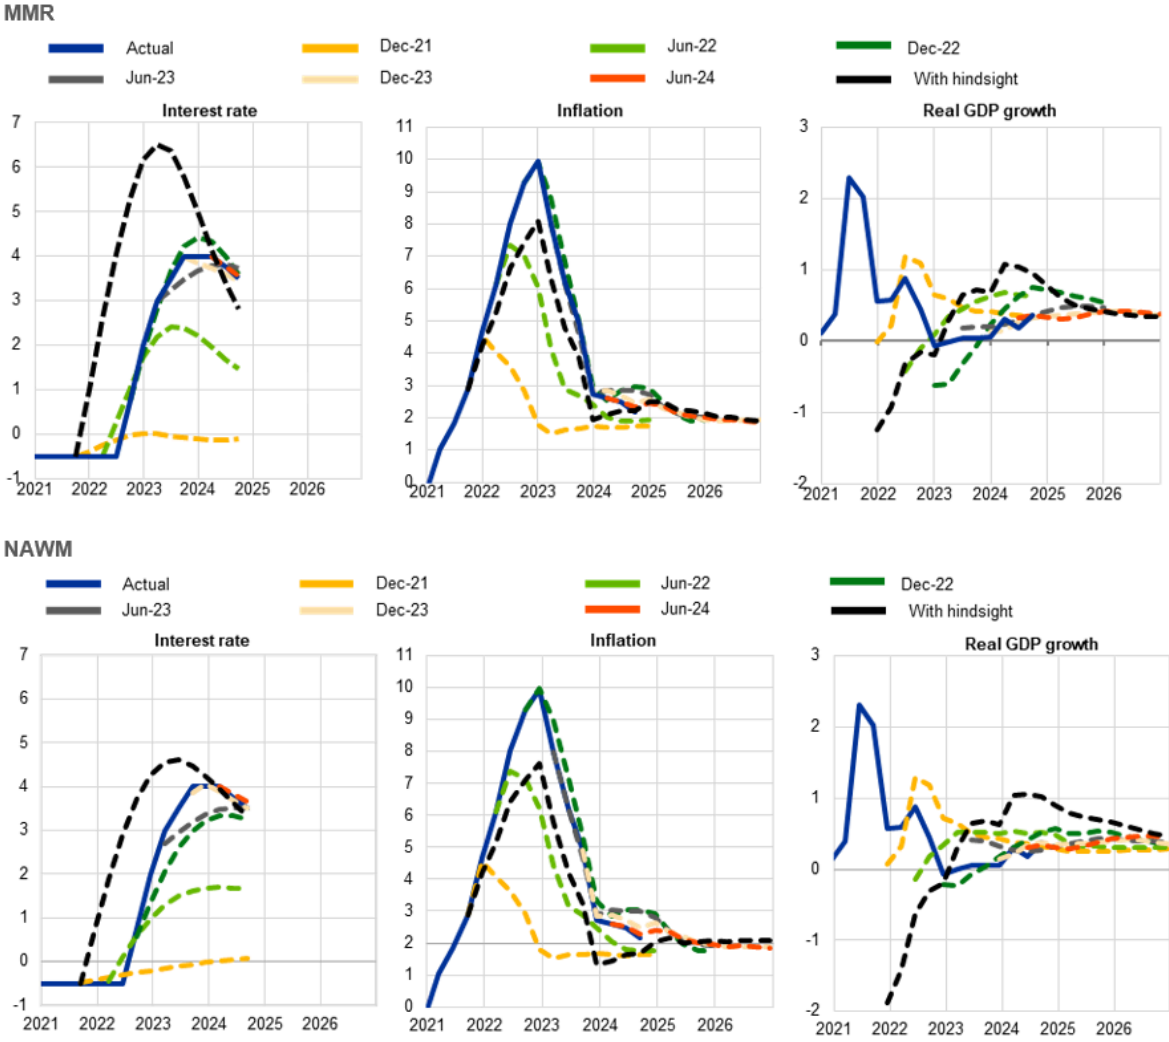 MMR
Actual Dec-21 Jun-22 Dec-22
Jun-23 Dec-23 Jun-24 With hindsight
Interest rate Inflation Real GDP growth
7 11 3
6 10
9
5 8 2
4 7
6 1
3
5
2 4 0
1 3
2 -1
0
1
-1 0 -2
2021 2022 2023 2024 2025 2026 2021 2022 2023 2024 2025 2026 2021 2022 2023 2024 2025 2026
NAWM
Actual Dec-21 Jun-22 Dec-22
Jun-23 Dec-23 Jun-24 With hindsight
Interest rate Inflation Real GDP growth
7 11 3
6 10
9
5 8 2
4 7
6 1
3
5
2 4 0
1 3
2 -1
0
1
-1 0 -2
2021 2022 2023 2024 2025 2026 2021 2022 2023 2024 2025 2026 2021 2022 2023 2024 2025 2026